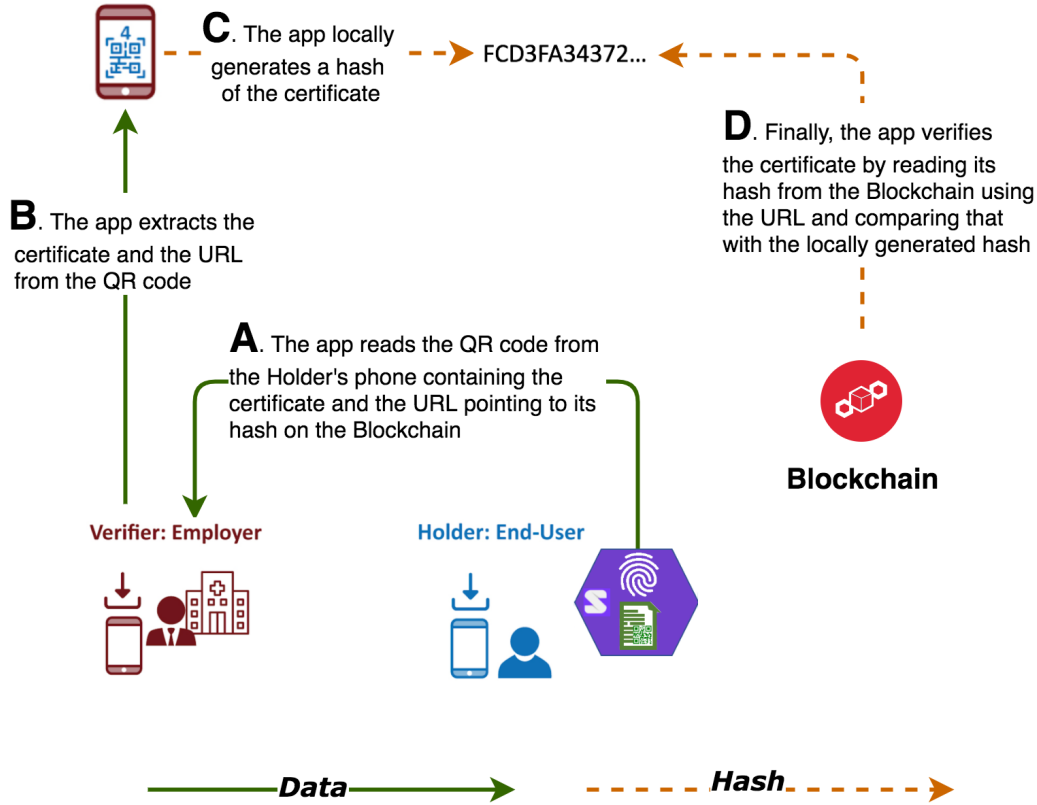 4
C. The app locally
generates a hash
of the certificate
FCD3FA34372...
D. Finally, the app verifies
the certificate by reading its
hash from the Blockchain using
the URL and comparing that
with the locally generated hash
B. The app extracts the
certificate and the URL
from the QR code
A. The app reads the QR code from
the Holder's phone containing the
certificate and the URL pointing to its
hash on the Blockchain
Blockchain
Verifier: Employer
Holder: End-User
S
Data
Hash